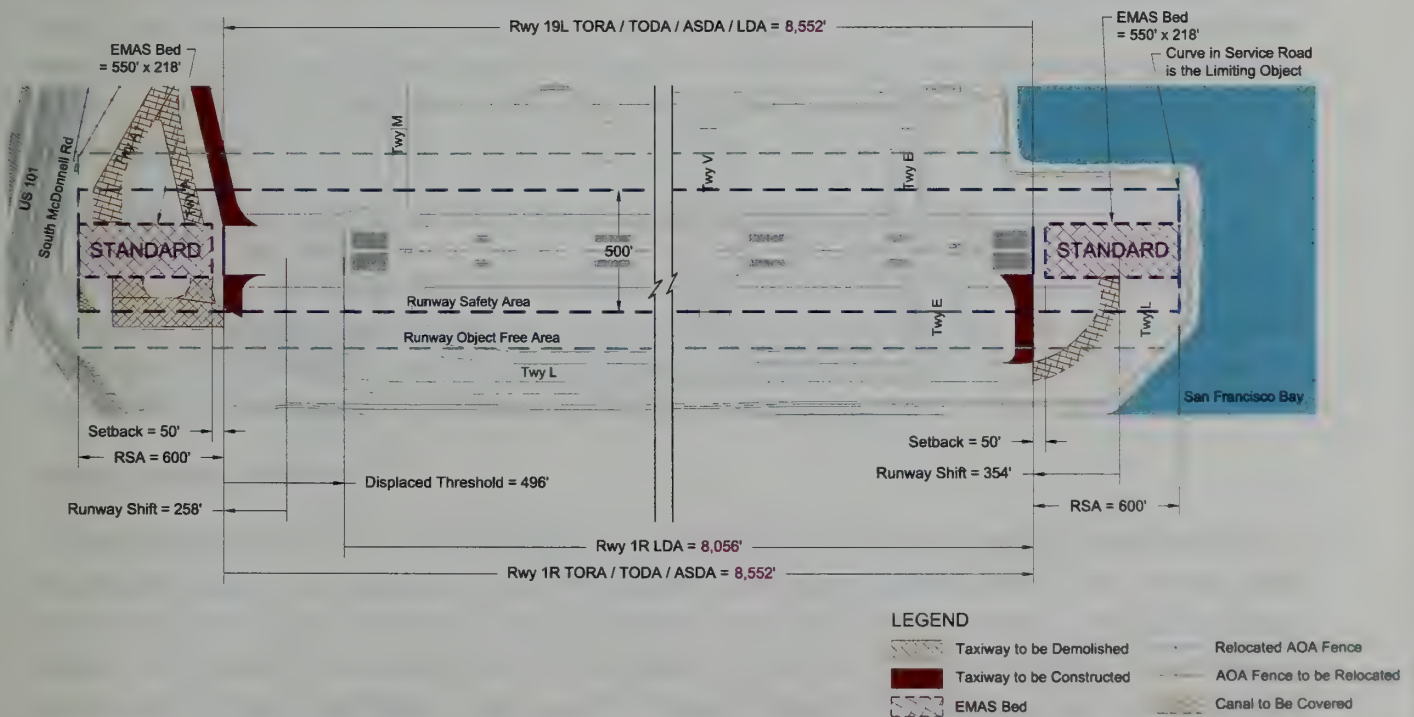 Rwy 19L TORA / TODA / ASDA / LDA = 8,552'
EMAS Bed
= 550' x 218'
EMAS Bed
= 550' x 218'
Curve in Service Road
is the Limiting Object
US 101
South McDonnell Rd
Twy A1
Twy M
Twy V
Twy B
STANDARD
500'
STANDARD
Runway Safety Area
Runway Object Free Area
Twy E
Twy L
Twy L
San Francisco Bay
Setback = 50'
RSA = 600'
Displaced Threshold = 496'
Runway Shift = 258'
Setback = 50'
Runway Shift = 354'
RSA = 600'
Rwy 1R LDA = 8,056'
Rwy 1R TORA / TODA / ASDA = 8,552'
LEGEND
Taxiway to be Demolished
Relocated AOA Fence
Taxiway to be Constructed
AOA Fence to be Relocated
EMAS Bed
Canal to Be Covered